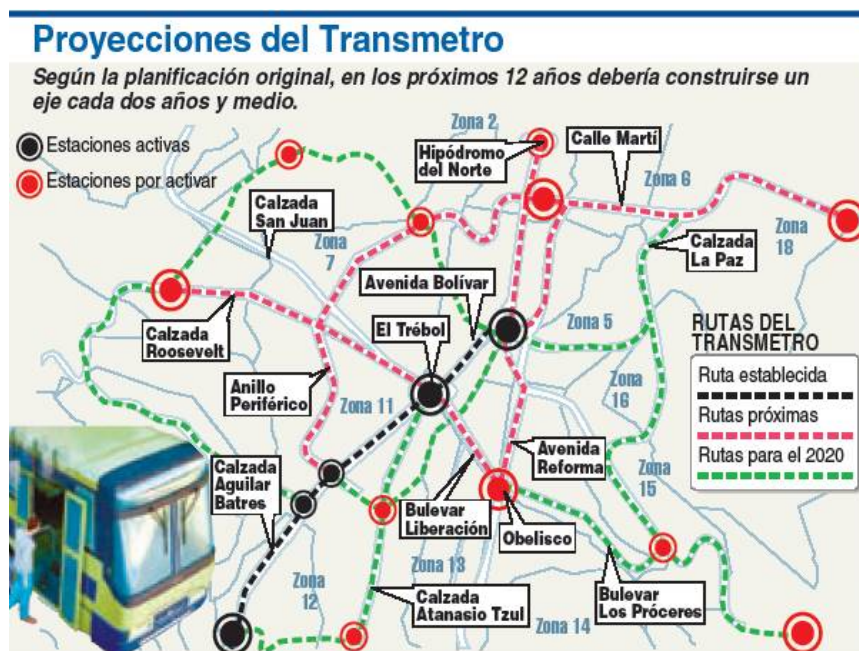 Proyecciones del Transmetro
Según la planificación original, en los próximos 12 años debería construirse un
eje cada dos años y medio.
Estaciones activas
Estaciones por activar
Zona 2
Hipódromo
del Norte
Calle Martí
Zona 6
Calzada
San Juan
Zona
7
Calzada
La Paz
Zona
18
Avenida Bolívar
El Trébol
Zona 5
Calzada
Roosevelt
Anillo
Periférico
Zona 11
Zona
16
RUTAS DEL
TRANSMETRO
Ruta establecida
Rutas próximas
Rutas para el 2020
Calzada
Aguilar
Batres
Bulevar
Liberación
Avenida
Reforma
Zona
15
Obelisco
Zona
12
Zona 13
Calzada
Atanasio Tzul
Zona 14
Bulevar
Los Próceres